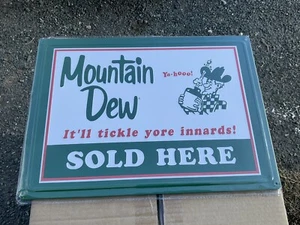 Ya-hooo!
Mountain
Dew
It'll tickle yore innards!
SOLD HERE